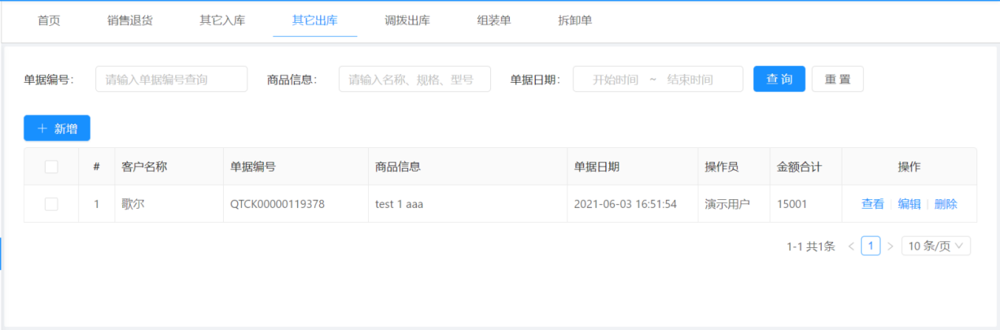 首页 销售退货 其它入库 其它出库 调拨出库 组装单 拆卸单
单据编号: 请输入单据编号查询 商品信息: 请输入名称、规格、型号 单据日期: 开始时间 ~ 结束时间 查 询 重 置
+ 新增
# 客户名称 单据编号 商品信息 单据日期 操作员 金额合计 操作
1 歌尔 QTCK00000119378 test 1 aaa 2021-06-03 16:51:54 演示用户 15001 查看 编辑 删除
1-1 共1条 < 1 > 10 条/页